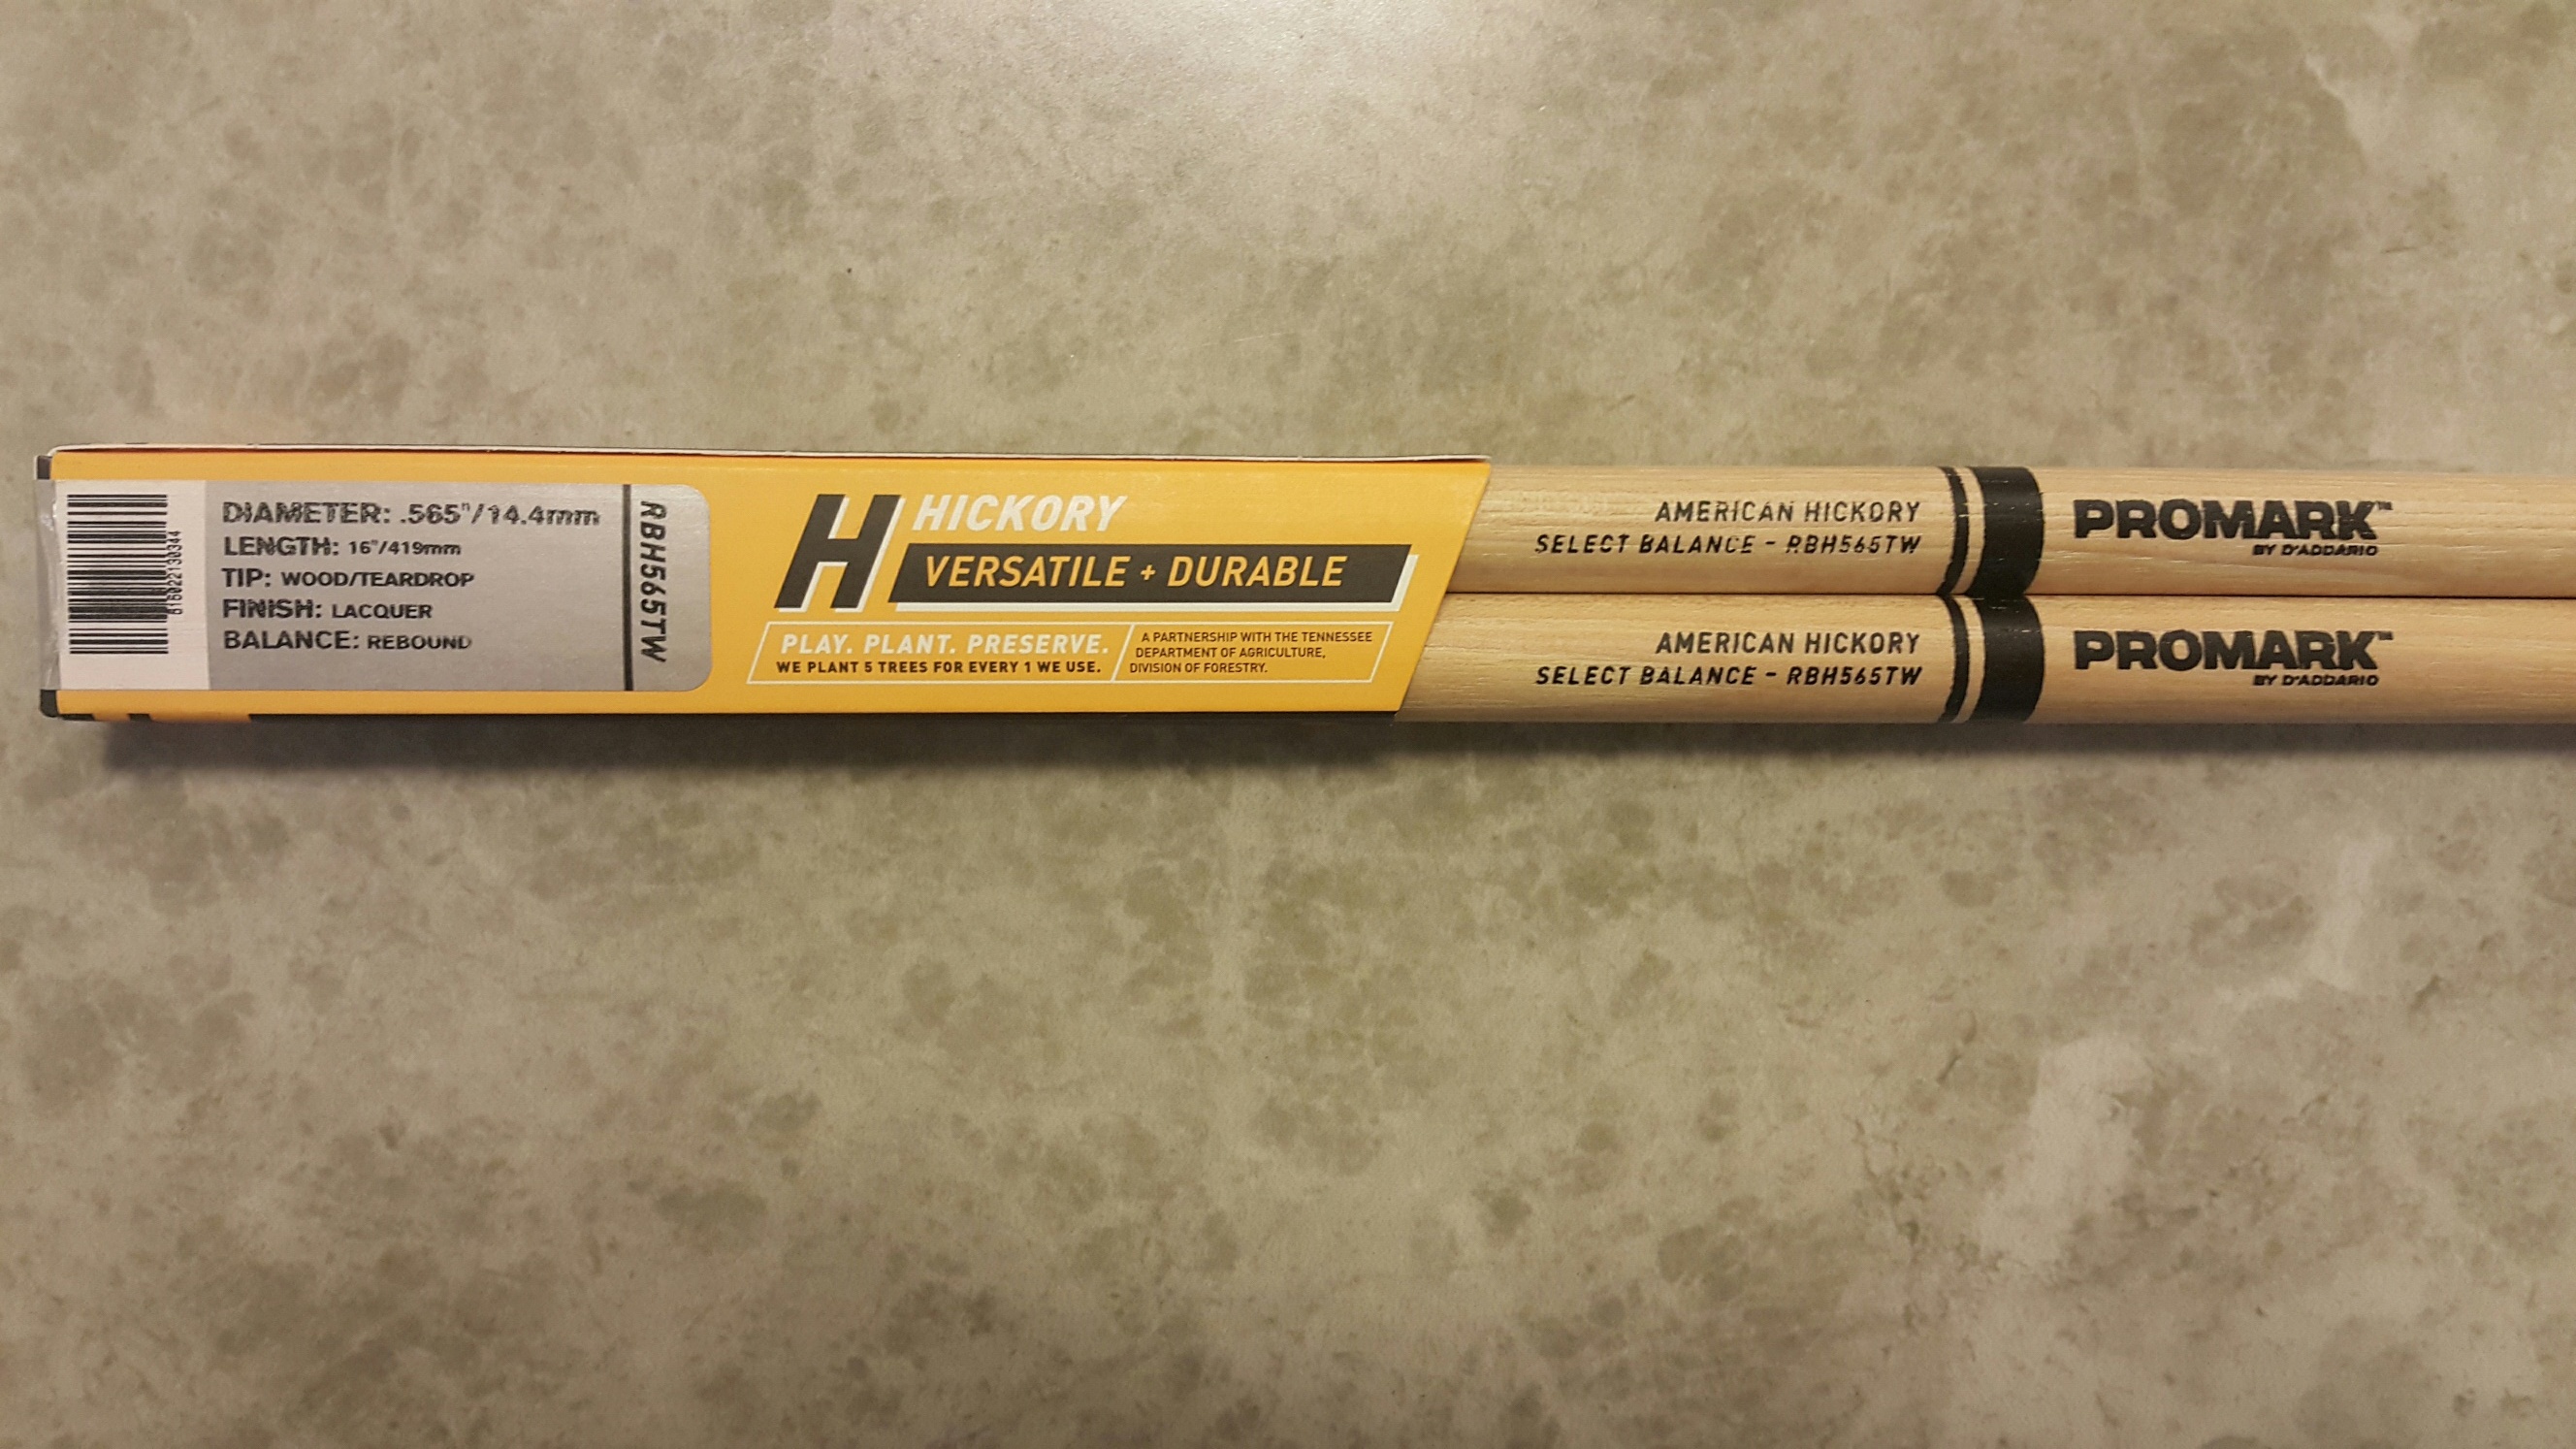 DIAMETER: .565"/14.4mm
LENGTH: 16"/419mm
TIP: WOOD/TEARDROP
FINISH: LACQUER
BALANCE: REBOUND
RBH565TW
H HICKORY
VERSATILE + DURABLE
PLAY. PLANT. PRESERVE.
WE PLANT 5 TREES FOR EVERY 1 WE USE.
A PARTNERSHIP WITH THE TENNESSEE
DEPARTMENT OF AGRICULTURE,
DIVISION OF FORESTRY.
AMERICAN HICKORY
SELECT BALANCE - RBH565TW
PROMARK™
BY D'ADDARIO
AMERICAN HICKORY
SELECT BALANCE - RBH565TW
PROMARK™
BY D'ADDARIO